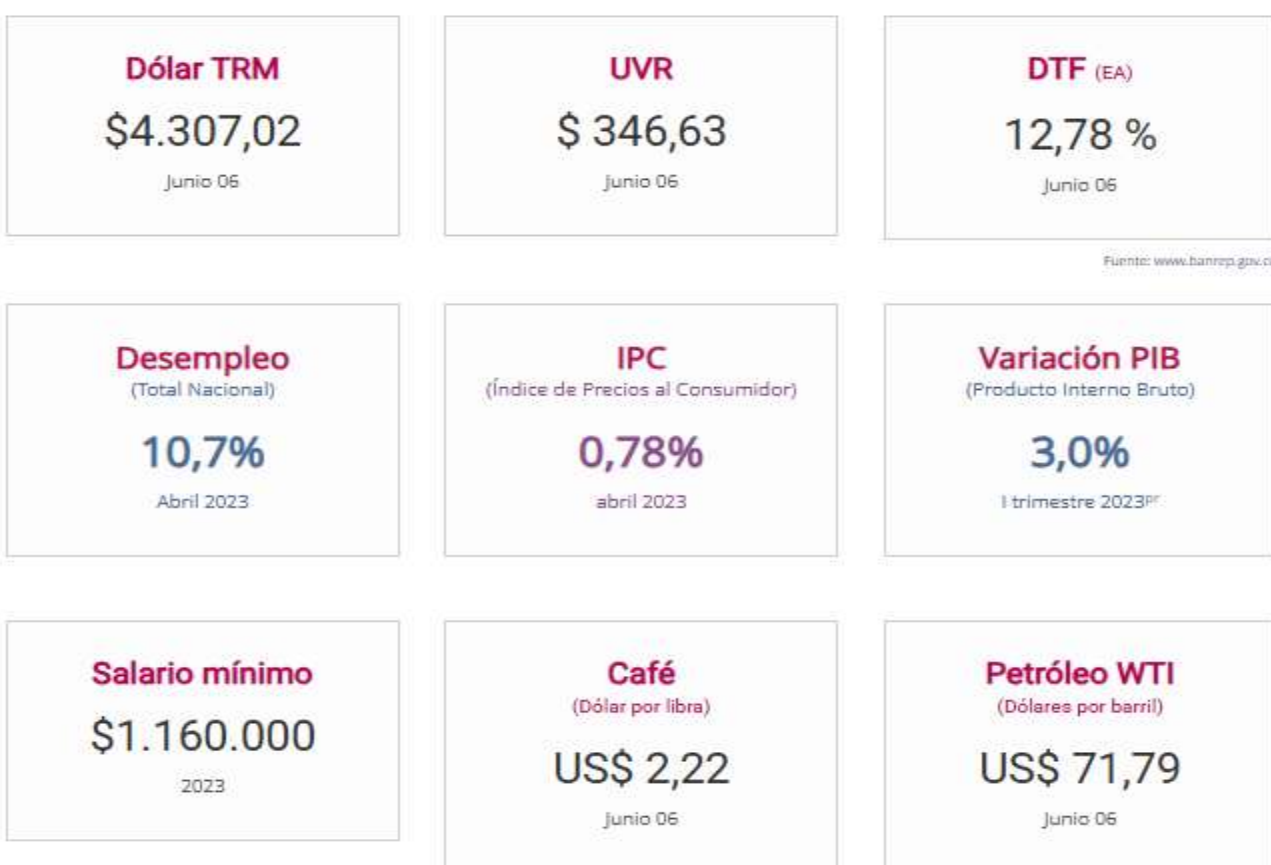 Dólar TRM
$4.307,02
Junio 06
UVR
$ 346,63
Junio 06
DTF (EA)
12,78 %
Junio 06
Fuente: www.banrep.gov.c
Desempleo
(Total Nacional)
10,7%
Abril 2023
IPC
(Índice de Precios al Consumidor)
0,78%
abril 2023
Variación PIB
(Producto Interno Bruto)
3,0%
I trimestre 2023pr
Salario mínimo
$1.160.000
2023
Café
(Dólar por libra)
US$ 2,22
Junio 06
Petróleo WTI
(Dólares por barril)
US$ 71,79
Junio 06